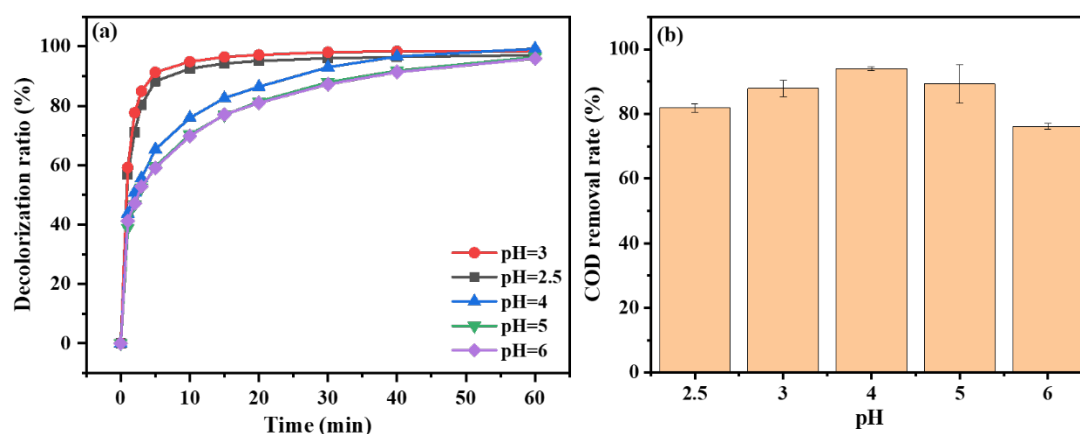 (a)
Decolorization ratio (%)
100
80
60
40
20
0
pH=3
pH=2.5
pH=4
pH=5
pH=6
0 10 20 30 40 50 60
Time (min)
(b)
COD removal rate (%)
100
80
60
40
20
0
2.5 3 4 5 6
pH